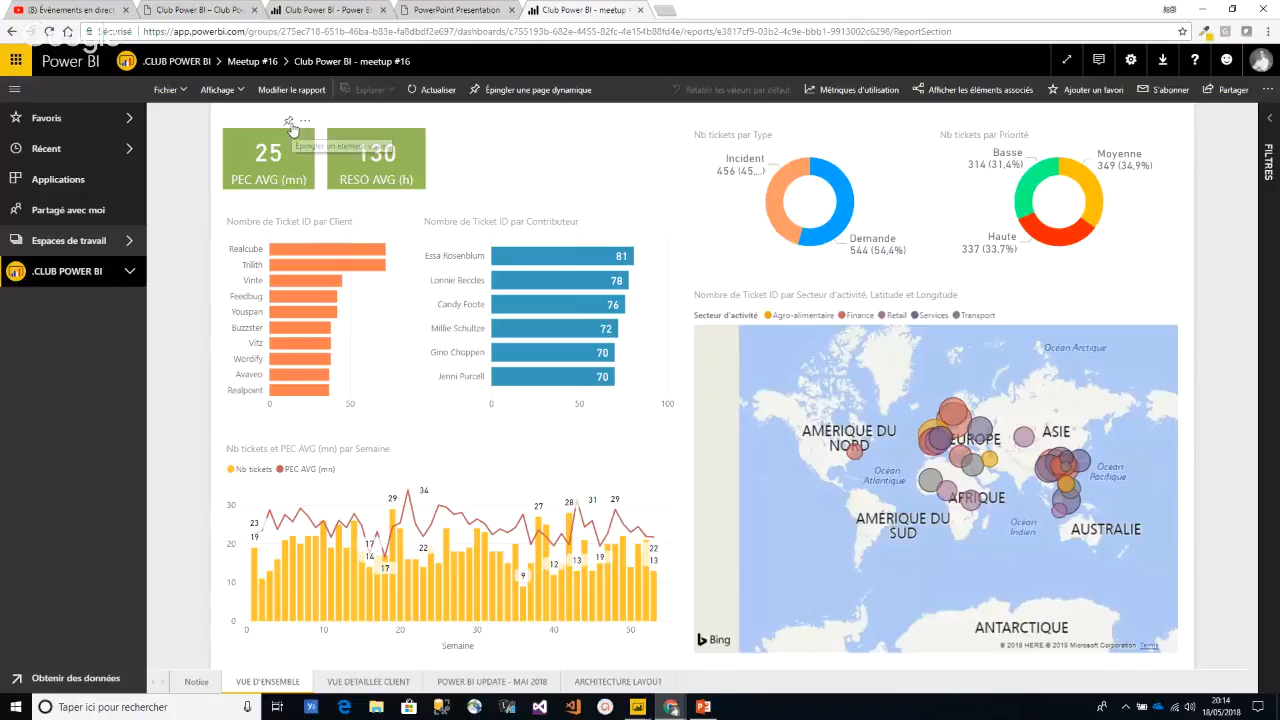 (8) Événements en direct
Club POWER BI
Club POWER BI - meetup
PowerPoint Presentation
Club POWER BI - meetup
Sécurisé
https://app.powerbi.com/groups/275ec718-651b-46ba-b83e-fa8dbdf2e697/dashboards/c75f193b-682e-4455-82fc-4e154b88fd4e/reports/e3817cf9-03b2-4c9e-bbb1-9913002c6298/ReportSection
Google
Power BI
.CLUB POWER BI > Meetup #16 > Club Power BI - meetup #16
Fichier Affichage Modifier le rapport Explorer Actualiser Épingler une page dynamique Rétablir les valeurs par défaut Métriques d'utilisation Afficher les éléments associés Ajouter un favori S'abonner Partager
Favoris
Récent
Applications
Partagé avec moi
Espaces de travail
.CLUB POWER BI
Obtenir des données
FILTRES
25
PEC AVG (mn)
Épingler un élément visuel
130
RESO AVG (h)
Nombre de Ticket ID par Client
Realcube
Trilith
Vinte
Feedbug
Youspan
Buzzster
Vitz
Wordify
Avaveo
Realpoint
0 50
Nombre de Ticket ID par Contributeur
Essa Rosenblum 81
Lonnie Beccles 78
Candy Foote 76
Millie Schultze 72
Gino Choppen 70
Jenni Purcell 70
0 50 100
Nb tickets par Type
Incident
456 (45,...)
Demande
544 (54,4%)
Nb tickets par Priorité
Basse
314 (31,4%)
Moyenne
349 (34,9%)
Haute
337 (33,7%)
Nb tickets et PEC AVG (mn) par Semaine
Nb tickets PEC AVG (mn)
30
20
10
0
23
19
17
14
17
29
34
22
9
27
12
28
13
31
19
29
22
13
0 10 20 30 40 50
Semaine
Nombre de Ticket ID par Secteur d'activité, Latitude et Longitude
Secteur d'activité Agro-alimentaire Finance Retail Services Transport
Océan Arctique
AMÉRIQUE DU
NORD
EUROPE
ASIE
Océan
Atlantique
Océan
Pacifique
AFRIQUE
AMÉRIQUE DU
SUD
Océan
Indien
AUSTRALIE
ANTARCTIQUE
Bing
© 2018 HERE, © 2018 Microsoft Corporation Terms
Notice VUE D'ENSEMBLE VUE DETAILLEE CLIENT POWER BI UPDATE - MAI 2018 ARCHITECTURE LAYOUT
Taper ici pour rechercher
20:14
18/05/2018